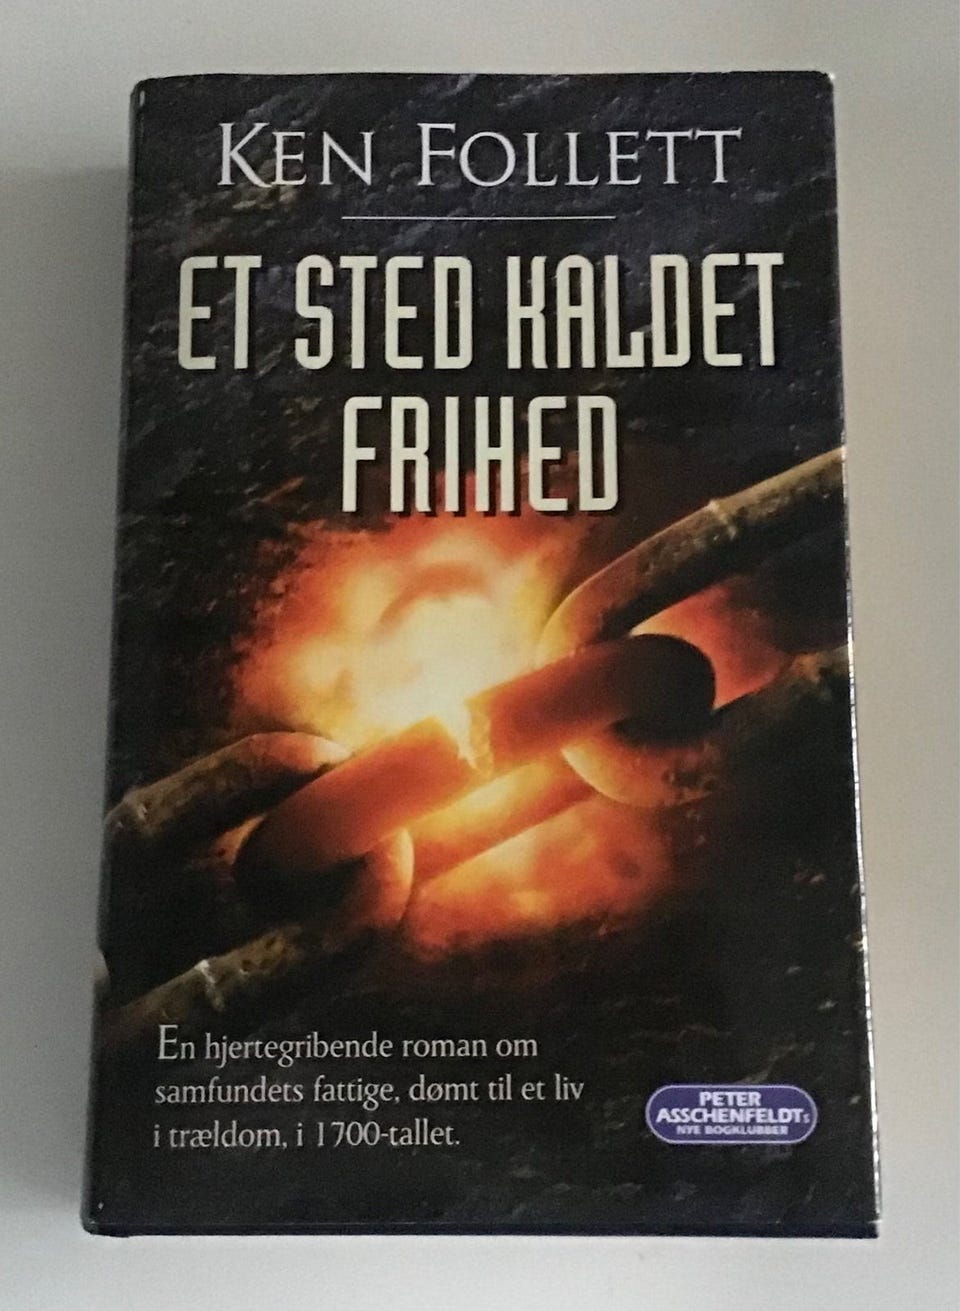 KEN FOLLETT
ET STED KALDET
FRIHED
En hjertegribende roman om
samfundets fattige, dømt til et liv
i trældom, i 1700-tallet.
PETER
ASSCHENFELDTs
NYE BOGKLUBBER